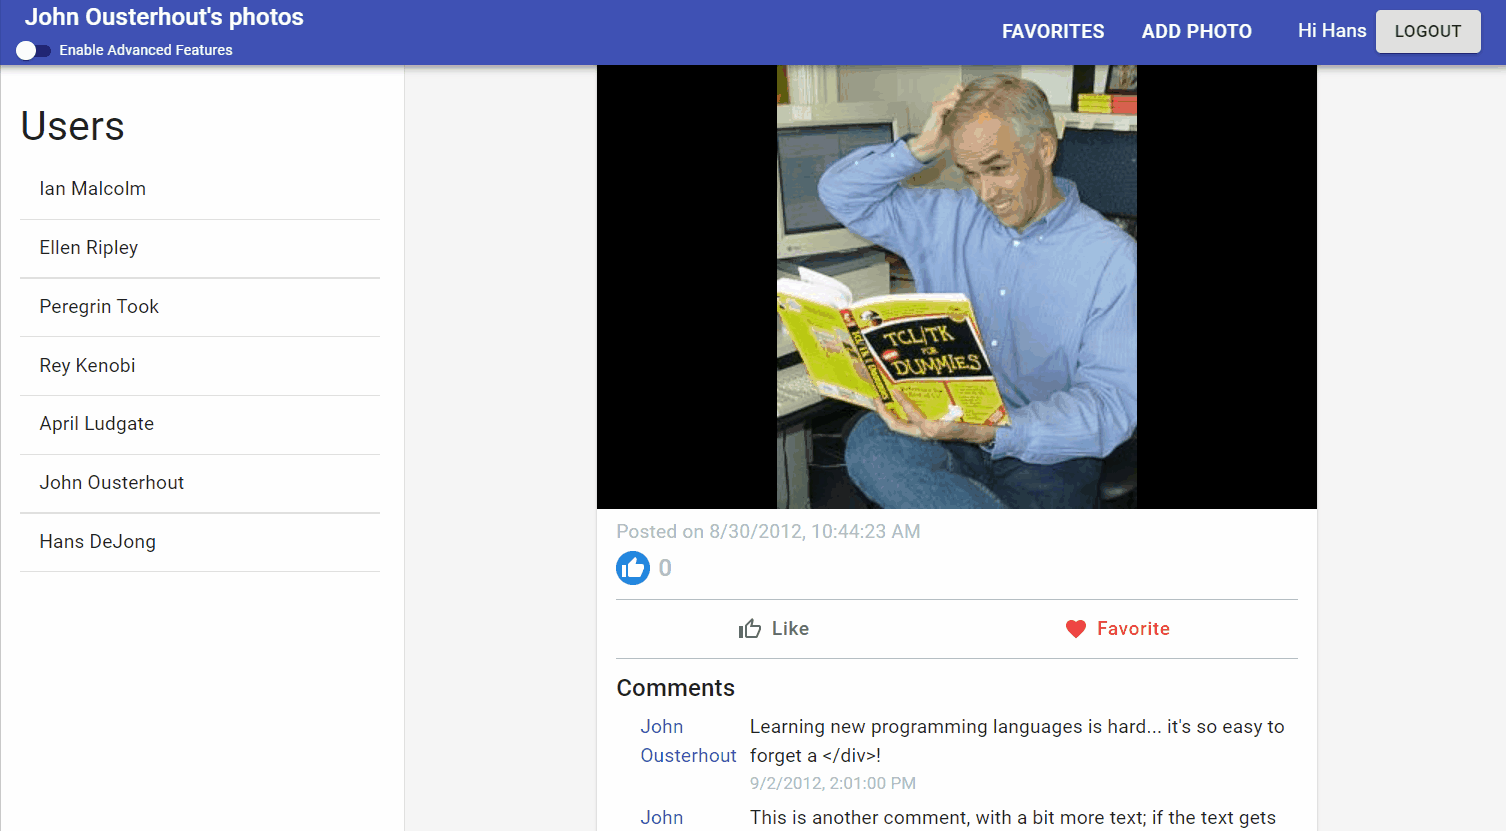 John Ousterhout's photos
Enable Advanced Features
FAVORITES
ADD PHOTO
Hi Hans
LOGOUT
Users
Ian Malcolm
Ellen Ripley
Peregrin Took
Rey Kenobi
April Ludgate
John Ousterhout
Hans DeJong
TCL/TK
FOR
DUMMIES
Posted on 8/30/2012, 10:44:23 AM
0
Like
Favorite
Comments
John Ousterhout
Learning new programming languages is hard... it's so easy to
forget a </div>!
9/2/2012, 2:01:00 PM
John
This is another comment, with a bit more text; if the text gets